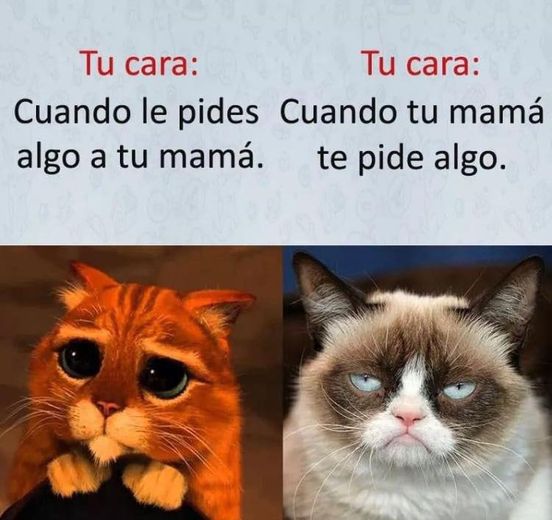 Tu cara:
Cuando le pides
algo a tu mamá.
Tu cara:
Cuando tu mamá
te pide algo.